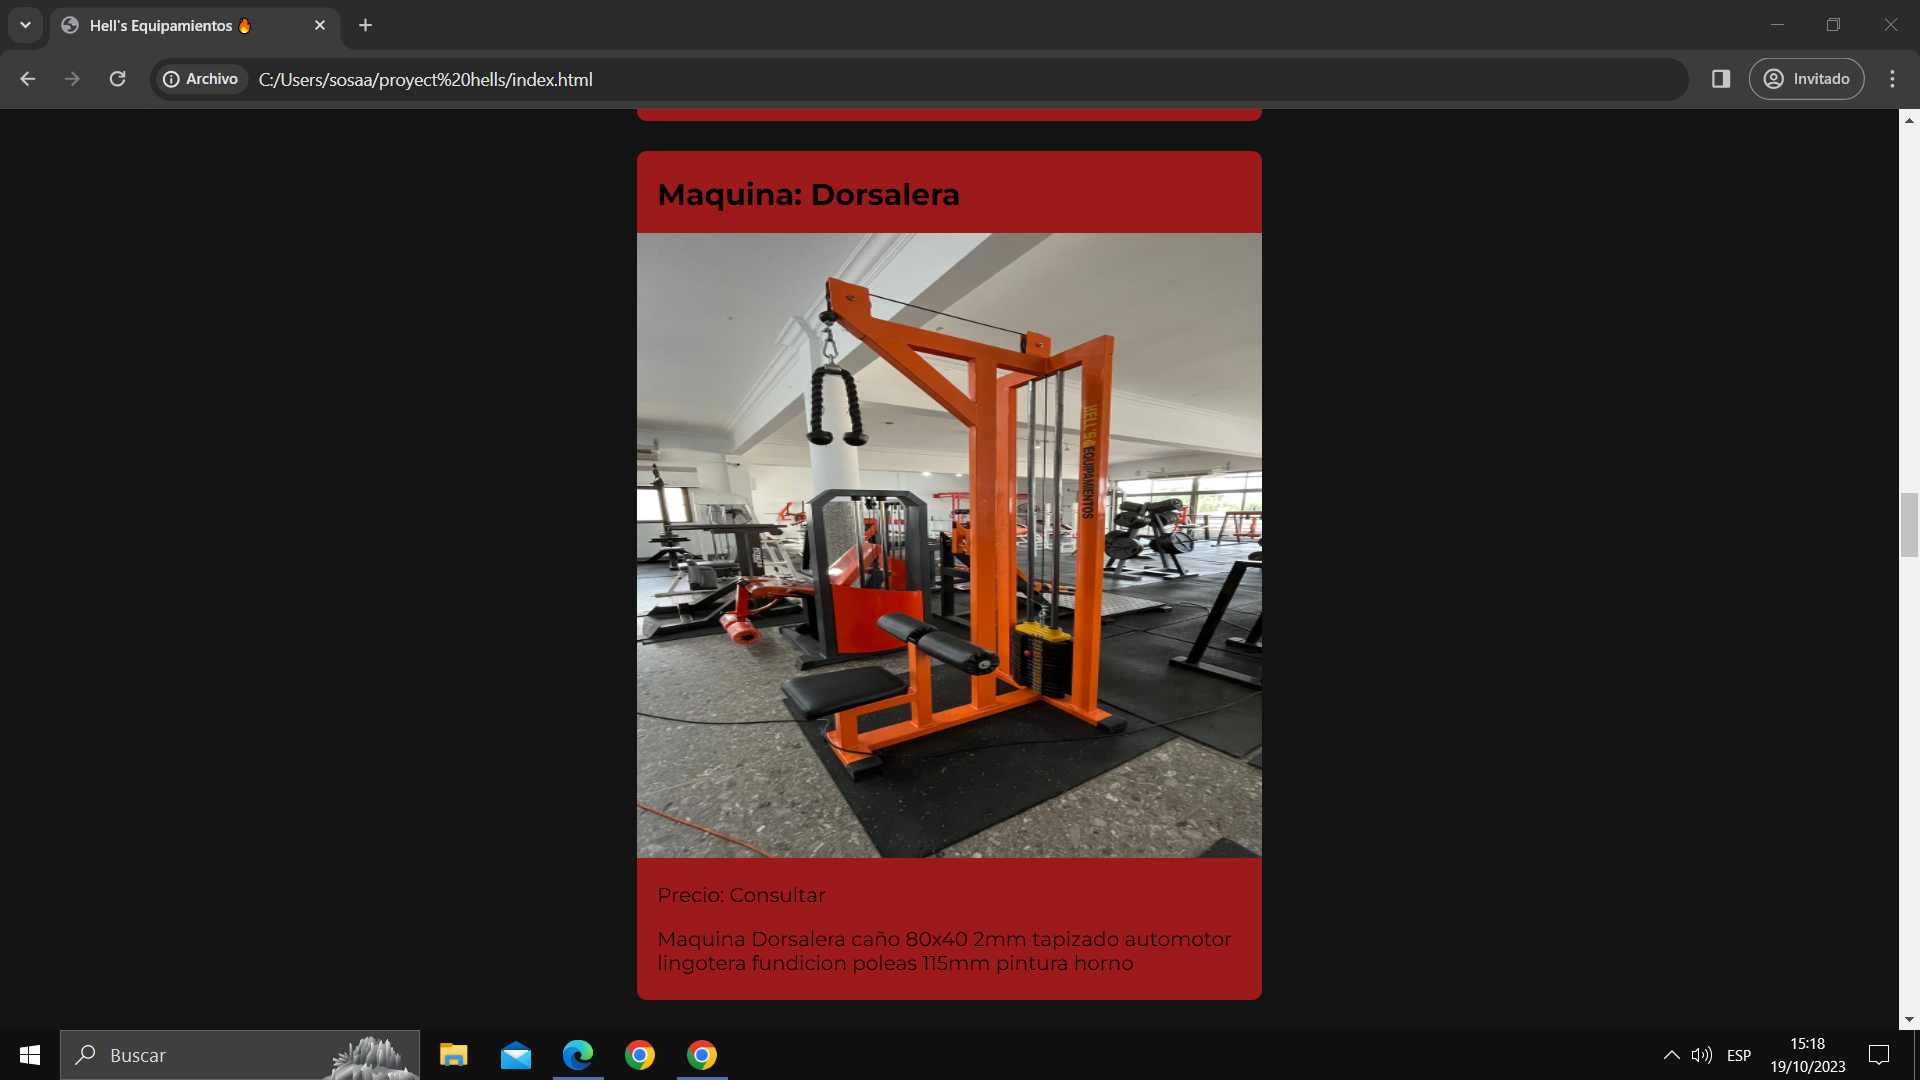 Hell's Equipamientos 🔥
Archivo
C:/Users/sosaa/proyect%20hells/index.html
Invitado
Maquina: Dorsalera
HELL'S EQUIPAMIENTOS
Precio: Consultar
Maquina Dorsalera caño 80x40 2mm tapizado automotor
lingotera fundicion poleas 115mm pintura horno
Buscar
ESP
15:18
19/10/2023